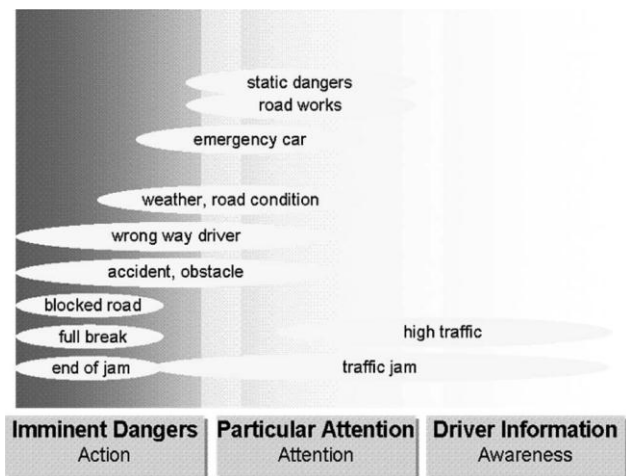 static dangers
road works
emergency car
weather, road condition
wrong way driver
accident, obstacle
blocked road
full break
high traffic
end of jam
traffic jam
Imminent Dangers
Action
Particular Attention
Attention
Driver Information
Awareness